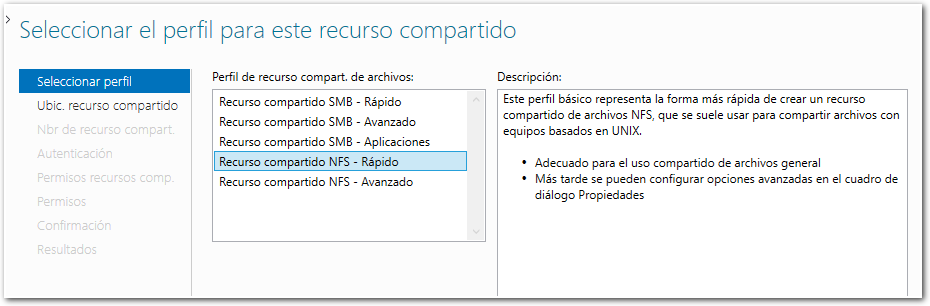 Seleccionar el perfil para este recurso compartido
Seleccionar perfil
Ubic. recurso compartido
Nbr de recurso compart.
Autenticación
Permisos recursos comp.
Permisos
Confirmación
Resultados
Perfil de recurso compart. de archivos:
Recurso compartido SMB - Rápido
Recurso compartido SMB - Avanzado
Recurso compartido SMB - Aplicaciones
Recurso compartido NFS - Rápido
Recurso compartido NFS - Avanzado
Descripción:
Este perfil básico representa la forma más rápida de crear un recurso
compartido de archivos NFS, que se suele usar para compartir archivos con
equipos basados en UNIX.
• Adecuado para el uso compartido de archivos general
• Más tarde se pueden configurar opciones avanzadas en el cuadro de
diálogo Propiedades